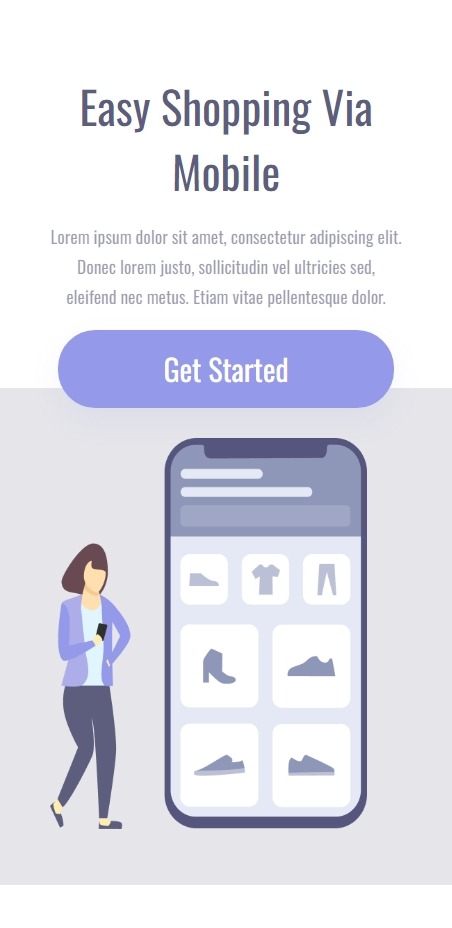 Easy Shopping Via
Mobile
Lorem ipsum dolor sit amet, consectetur adipiscing elit.
Donec lorem justo, sollicitudin vel ultricies sed,
eleifend nec metus. Etiam vitae pellentesque dolor.
Get Started